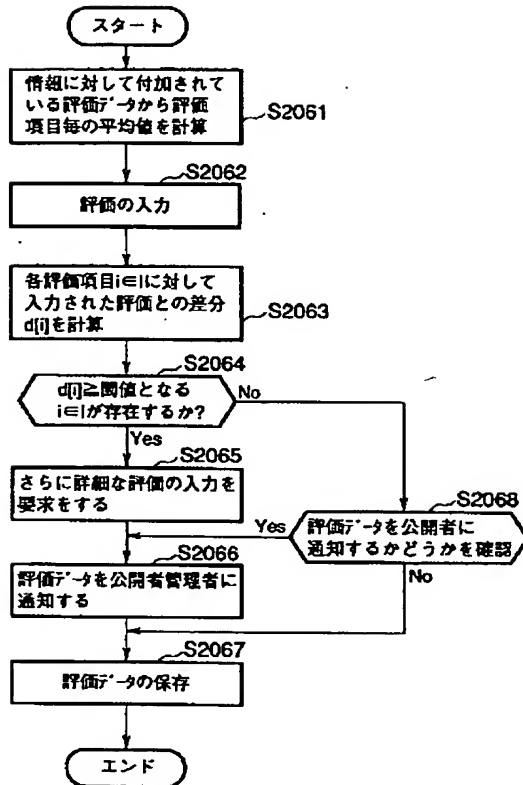 スタート
情報に対して付加されて
いる評価データから評価
項目毎の平均値を計算
S2061
S2062
評価の入力
各評価項目i∈Iに対して
入力された評価との差分
d[i]を計算
S2063
S2064
d[i]≧閾値となる
i∈Iが存在するか?
No
Yes
S2065
さらに詳細な評価の入力を
要求をする
S2068
Yes
評価データを公開者に
通知するかどうかを確認
S2066
No
評価データを公開者管理者に
通知する
S2067
評価データの保存
エンド